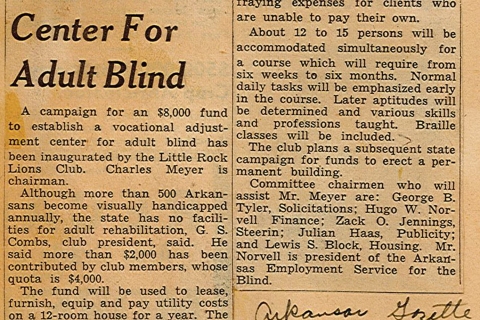 Center For
Adult Blind
A campaign for an $8,000 fund
to establish a vocational adjust-
ment center for adult blind has
been inaugurated by the Little Rock
Lions Club. Charles Meyer is
chairman.
Although more than 500 Arkan-
sans become visually handicapped
annually, the state has no facili-
ties for adult rehabilitation, G. S.
Combs, club president, said. He
said more than $2,000 has been
contributed by club members, whose
quota is $4,000.
The fund will be used to lease,
furnish, equip and pay utility costs
on a 12-room house for a year. The
fraying expenses for clients who
are unable to pay their own.
About 12 to 15 persons will be
accommodated simultaneously for
a course which will require from
six weeks to six months. Normal
daily tasks will be emphasized early
in the course. Later aptitudes will
be determined and various skills
and professions taught. Braille
classes will be included.
The club plans a subsequent state
campaign for funds to erect a per-
manent building.
Committee chairmen who will
assist Mr. Meyer are: George B.
Tyler, Solicitations; Hugo W. Nor-
vell Finance; Zack O. Jennings,
Steerin; Julian Haas, Publicity;
and Lewis S. Block, Housing. Mr.
Norvell is president of the Arkan-
sas Employment Service for the
Blind.
Arkansas Gazette